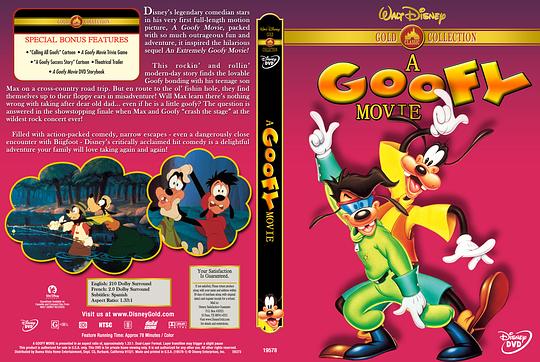 GOLD COLLECTION
SPECIAL BONUS FEATURES
• "Calling All Goofs" Cartoon • A Goofy Movie Trivia Game
• "A Goofy Success Story" Cartoon • Theatrical Trailer
• A Goofy Movie DVD Storybook
Disney's legendary comedian stars
in his very first full-length motion
picture, A Goofy Movie, packed
with so much outrageous fun and
adventure, it inspired the hilarious
sequel An Extremely Goofy Movie!
This rockin' and rollin'
modern-day story finds the lovable
Goofy bonding with his teenage son
Max on a cross-country road trip. But en route to the ol' fishin hole, they find
themselves up to their floppy ears in misadventure! Will Max learn there's nothing
wrong with taking after dear old dad... even if he is a little goofy? The question is
answered in the showstopping finale when Max and Goofy "crash the stage" at the
wildest rock concert ever!
Filled with action-packed comedy, narrow escapes - even a dangerously close
encounter with Bigfoot - Disney's critically acclaimed hit comedy is a delightful
adventure your family will love taking again and again!
English: 2.0 Dolby Surround
French: 2.0 Dolby Surround
Subtitles: Spanish
Aspect Ratio: 1.33:1
Your Satisfaction
Is Guaranteed.
Visit us at www.DisneyGold.com
DVD
NTSC
Feature Running Time: Approx 78 Minutes / Color
A GOOFY MOVIE
DVD
19578
WALT DISNEY
GOLD CLASSIC COLLECTION
A
GOOFY
MOVIE
Disney
DVD